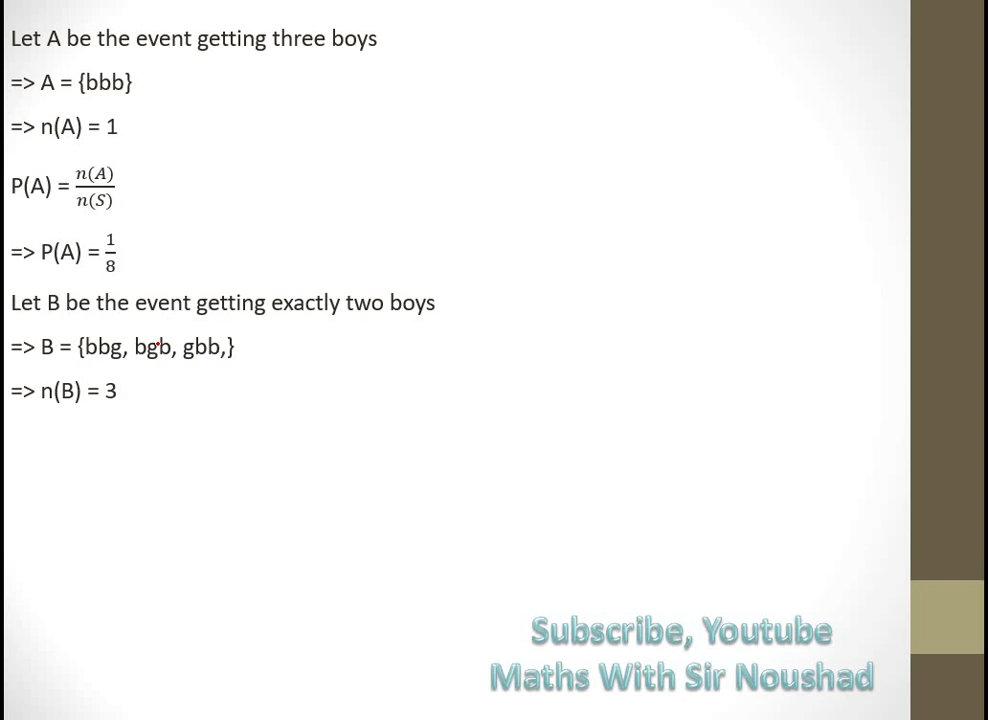 Let A be the event getting three boys
=> A = {bbb}
=> n(A) = 1
P(A) = n(A)/n(S)
=> P(A) = 1/8
Let B be the event getting exactly two boys
=> B = {bbg, bgb, gbb,}
=> n(B) = 3
Subscribe, Youtube
Maths With Sir Noushad